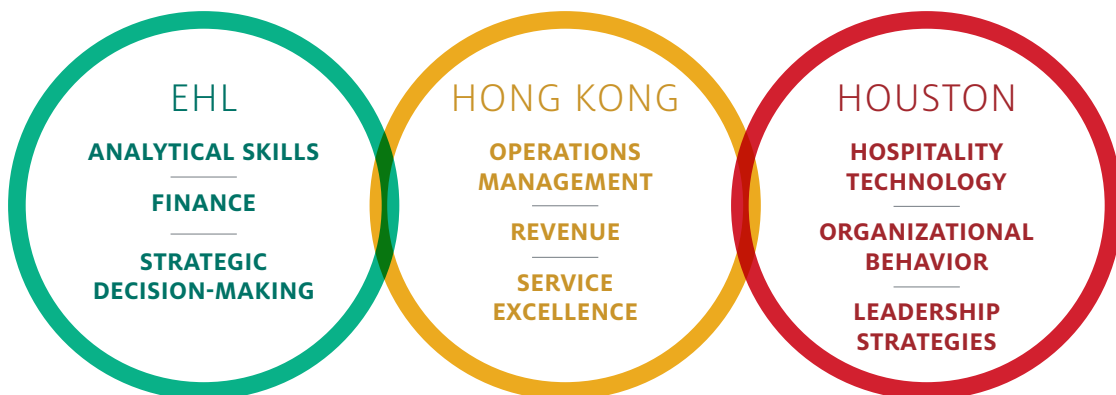 EHL
ANALYTICAL SKILLS
FINANCE
STRATEGIC
DECISION-MAKING
HONG KONG
OPERATIONS
MANAGEMENT
REVENUE
SERVICE
EXCELLENCE
HOUSTON
HOSPITALITY
TECHNOLOGY
ORGANIZATIONAL
BEHAVIOR
LEADERSHIP
STRATEGIES